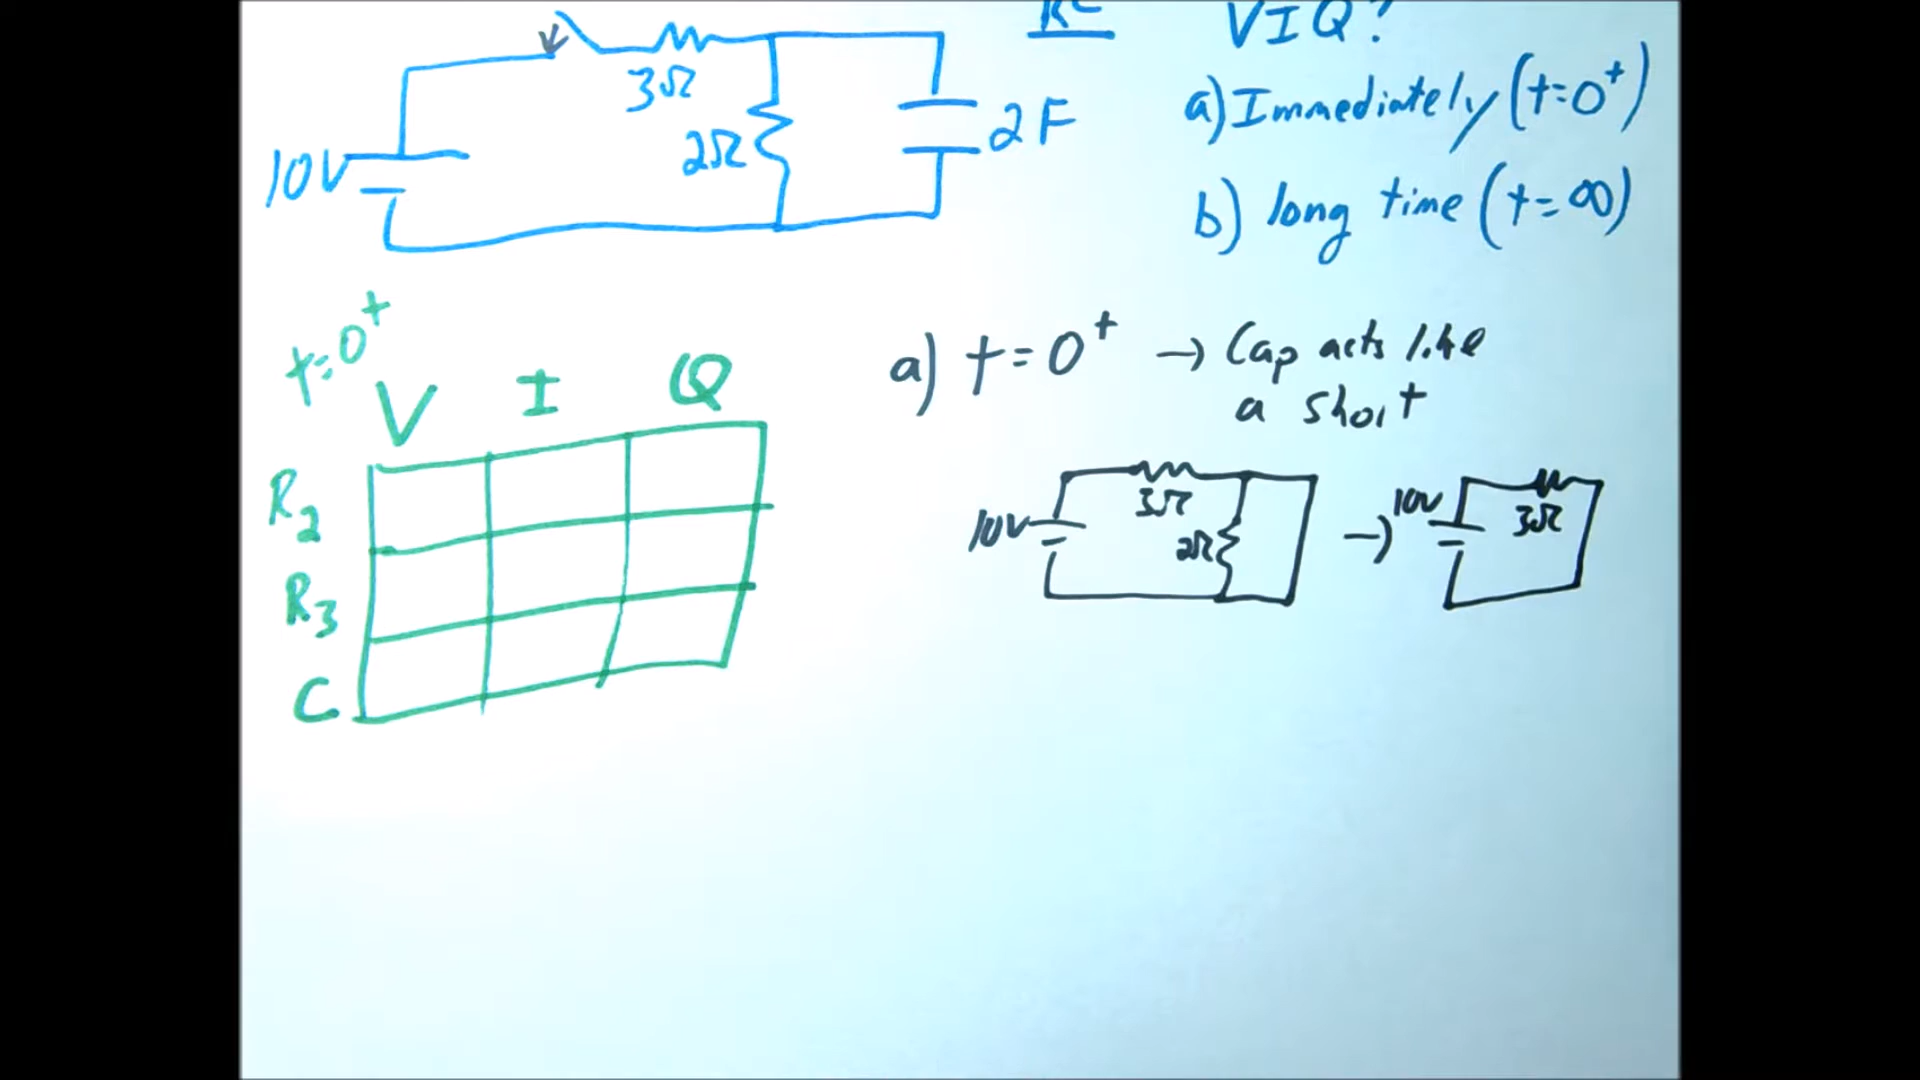 VIQ?
3Ω
2Ω
2F
10V
a) Immediately (t=0⁺)
b) long time (t=∞)
t=0⁺
V I Q
R₂
R₃
C
a) t=0⁺ → Cap acts like
a short
10V
3Ω
2Ω
→
10V
3Ω